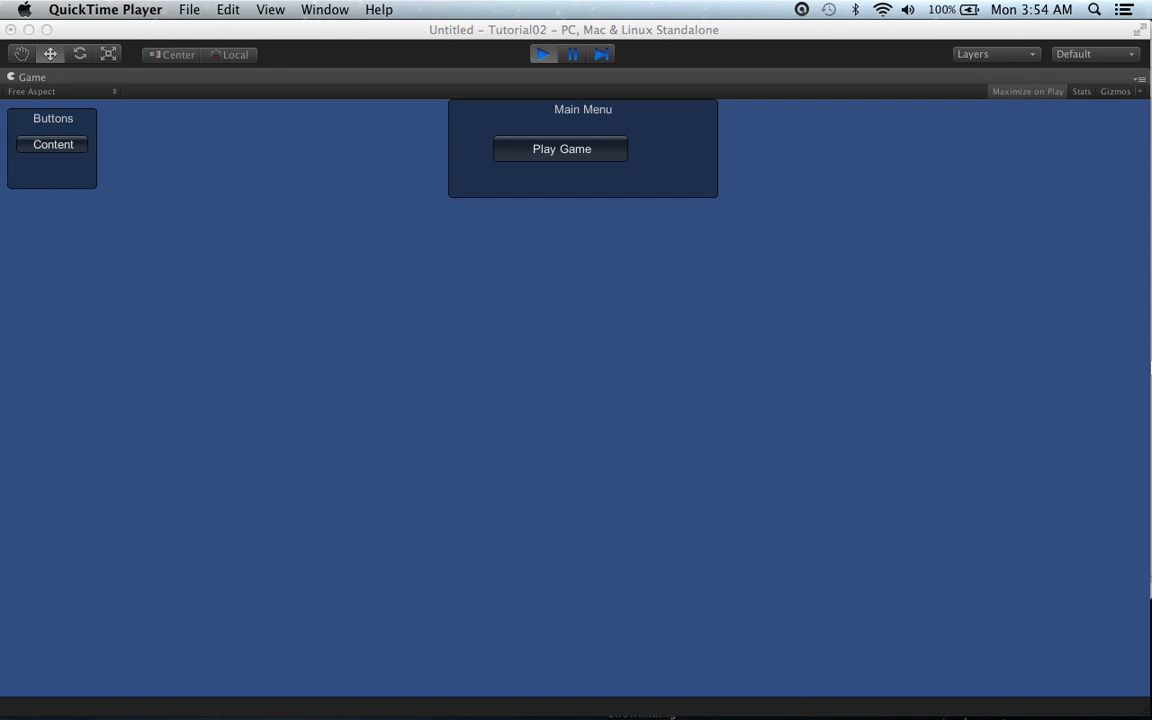 QuickTime Player File Edit View Window Help 100% Mon 3:54 AM
Untitled - Tutorial02 - PC, Mac & Linux Standalone
Center Local Layers Default
Game
Free Aspect Maximize on Play Stats Gizmos
Buttons
Content
Main Menu
Play Game